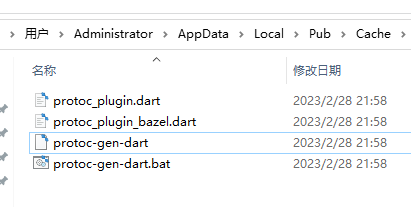 用户 > Administrator > AppData > Local > Pub > Cache >
名称 修改日期
protoc_plugin.dart 2023/2/28 21:58
protoc_plugin_bazel.dart 2023/2/28 21:58
protoc-gen-dart 2023/2/28 21:58
protoc-gen-dart.bat 2023/2/28 21:58